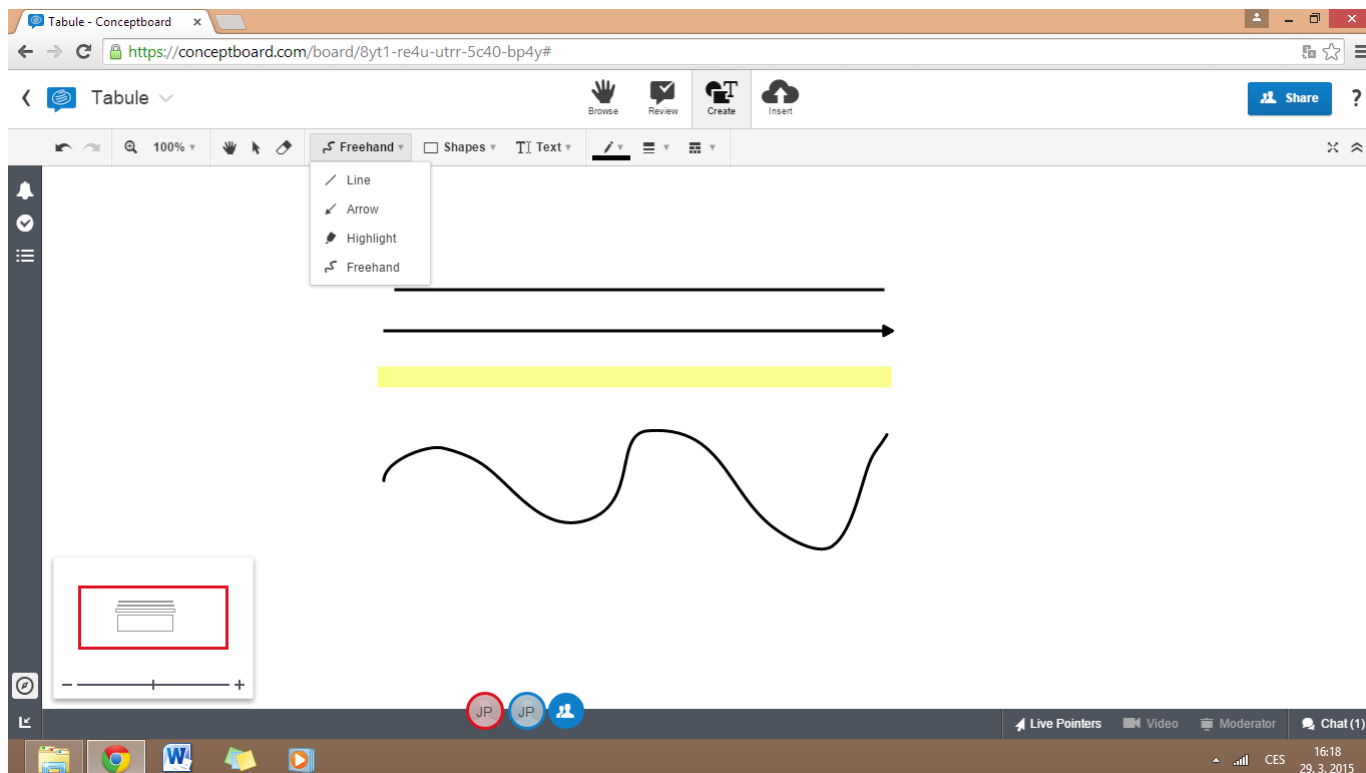 Tabule - Conceptboard
https://conceptboard.com/board/8yt1-re4u-utrr-5c40-bp4y#
Tabule
Browse
Review
Create
Insert
Share
?
100%
Freehand
Shapes
Text
Line
Arrow
Highlight
Freehand
JP
JP
Live Pointers
Video
Moderator
Chat (1)
CES
16:18
29. 3. 2015